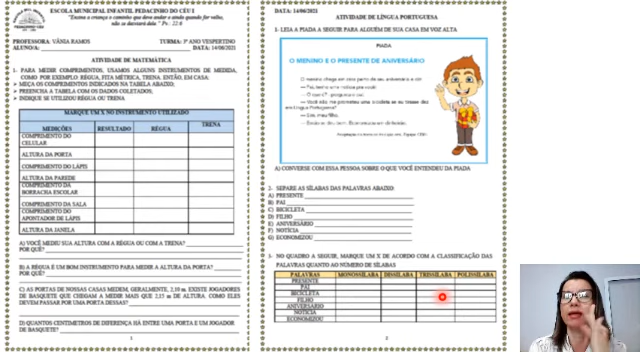 ESCOLA MUNICIPAL INFANTIL PEDACINHO DO CÉU I
"Ensina a criança o caminho que deve andar e ainda quando for velho,
não se desviará dele." Pv. 22:6
PROFESSORA: VÂNIA RAMOS TURMA: 3º ANO VESPERTINO
ALUNO/A: DATA: 14/06/2021
ATIVIDADE DE MATEMÁTICA
1- PARA MEDIR COMPRIMENTOS, USAMOS ALGUNS INSTRUMENTOS DE MEDIDA,
COMO POR EXEMPLO: RÉGUA, FITA MÉTRICA, TRENA. ENTÃO, EM CASA:
➢ MEÇA OS COMPRIMENTOS INDICADOS NA TABELA ABAIXO;
➢ PREENCHA A TABELA COM OS DADOS COLETADOS;
➢ INDIQUE SE UTILIZOU RÉGUA OU TRENA
MARQUE UM X NO INSTRUMENTO UTILIZADO
MEDIÇÕES RESULTADO RÉGUA TRENA
COMPRIMENTO DO
CELULAR
ALTURA DA PORTA
COMPRIMENTO DO LÁPIS
ALTURA DA PAREDE
COMPRIMENTO DA
BORRACHA ESCOLAR
COMPRIMENTO DA SALA
COMPRIMENTO DO
APONTADOR DE LÁPIS
ALTURA DA JANELA
A) VOCÊ MEDIU SUA ALTURA COM A RÉGUA OU COM A TRENA?
POR QUÊ?
B) A RÉGUA É UM BOM INSTRUMENTO PARA MEDIR A ALTURA DA PORTA?
POR QUÊ?
C) AS PORTAS DE NOSSAS CASAS MEDEM, GERALMENTE, 2,10 m. EXISTEM JOGADORES
DE BASQUETE QUE CHEGAM A MEDIR MAIS QUE 2,15 m DE ALTURA. COMO ELES
DEVEM PASSAR POR UMA PORTA DESSAS?
D) QUANTOS CENTÍMETROS DE DIFERENÇA HÁ ENTRE UMA PORTA E UM JOGADOR
DE BASQUETE?
1
DATA: 14/06/2021
ATIVIDADE DE LÍNGUA PORTUGUESA
1- LEIA A PIADA A SEGUIR PARA ALGUÉM DE SUA CASA EM VOZ ALTA
PIADA
O MENINO E O PRESENTE DE ANIVERSÁRIO
A) CONVERSE COM ESSA PESSOA SOBRE O QUE VOCÊ ENTENDEU DA PIADA
2- SEPARE AS SÍLABAS DAS PALAVRAS ABAIXO:
A) PRESENTE
B) PAI
C) BICICLETA
D) FILHO
E) ANIVERSÁRIO
F) NOTÍCIA
G) ECONOMIZOU
3- NO QUADRO A SEGUIR, MARQUE UM X DE ACORDO COM A CLASSIFICAÇÃO DAS
PALAVRAS QUANTO AO NÚMERO DE SÍLABAS
PALAVRAS MONOSSÍLABA DISSÍLABA TRISSÍLABA POLISSÍLABA
PRESENTE
PAI
BICICLETA
FILHO
ANIVERSÁRIO
NOTÍCIA
ECONOMIZOU
2